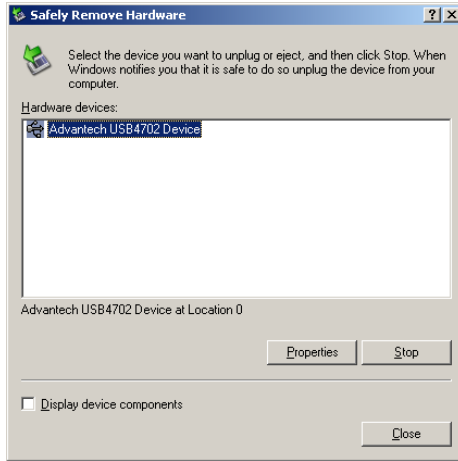 Safely Remove Hardware
Select the device you want to unplug or eject, and then click Stop. When
Windows notifies you that it is safe to do so unplug the device from your
computer.
Hardware devices:
Advantech USB4702 Device
Advantech USB4702 Device at Location 0
Properties Stop
Display device components
Close